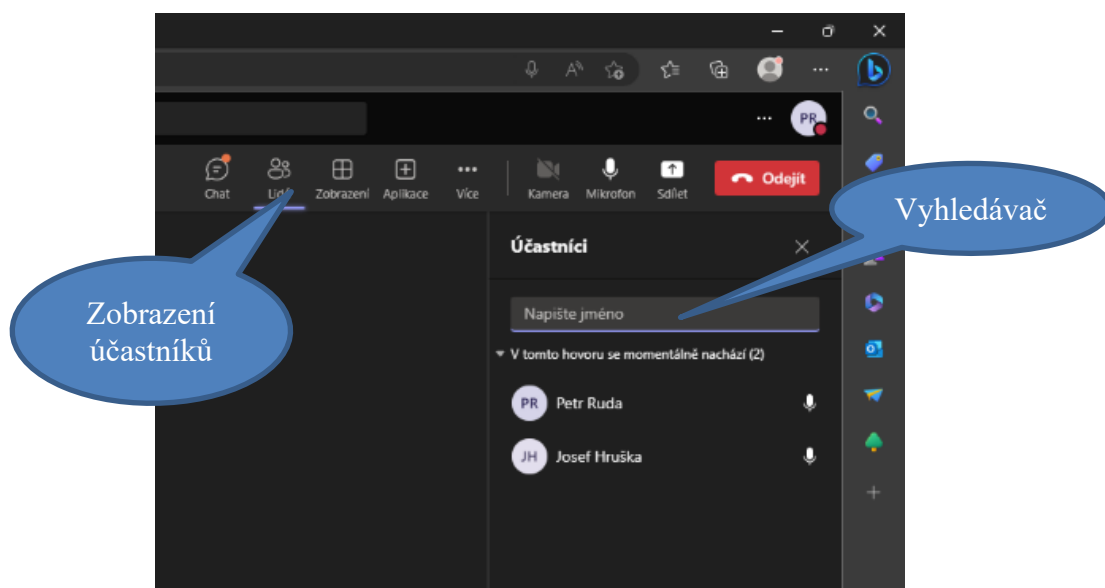 PR
Chat
Lidé
Zobrazení
Aplikace
Více
Kamera
Mikrofon
Sdílet
Odejít
Vyhledávač
Účastníci
Zobrazení
účastníků
Napište jméno
V tomto hovoru se momentálně nachází (2)
PR Petr Ruda
JH Josef Hruška